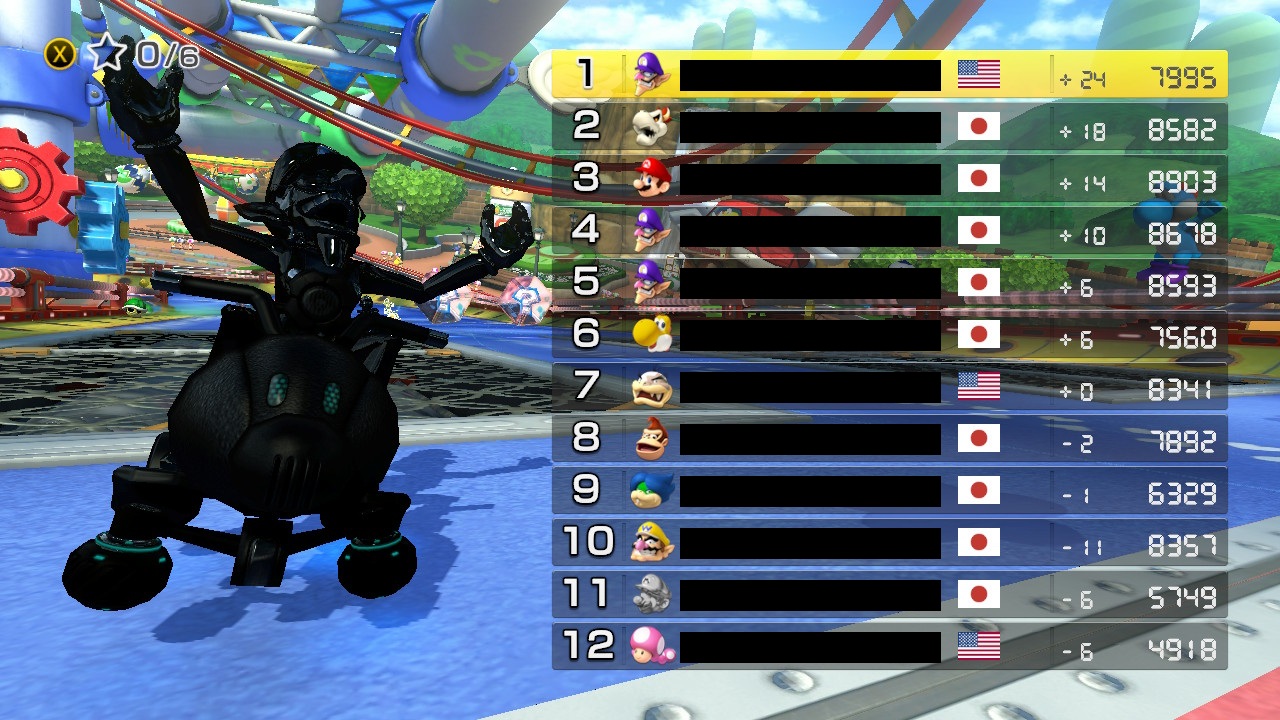 X 0/6
1 + 24 7995
2 + 18 8582
3 + 14 8903
4 + 10 8678
5 + 6 8593
6 + 6 7560
7 + 0 8341
8 - 2 7892
9 - 1 6329
10 - 11 8357
11 - 6 5749
12 - 6 4918